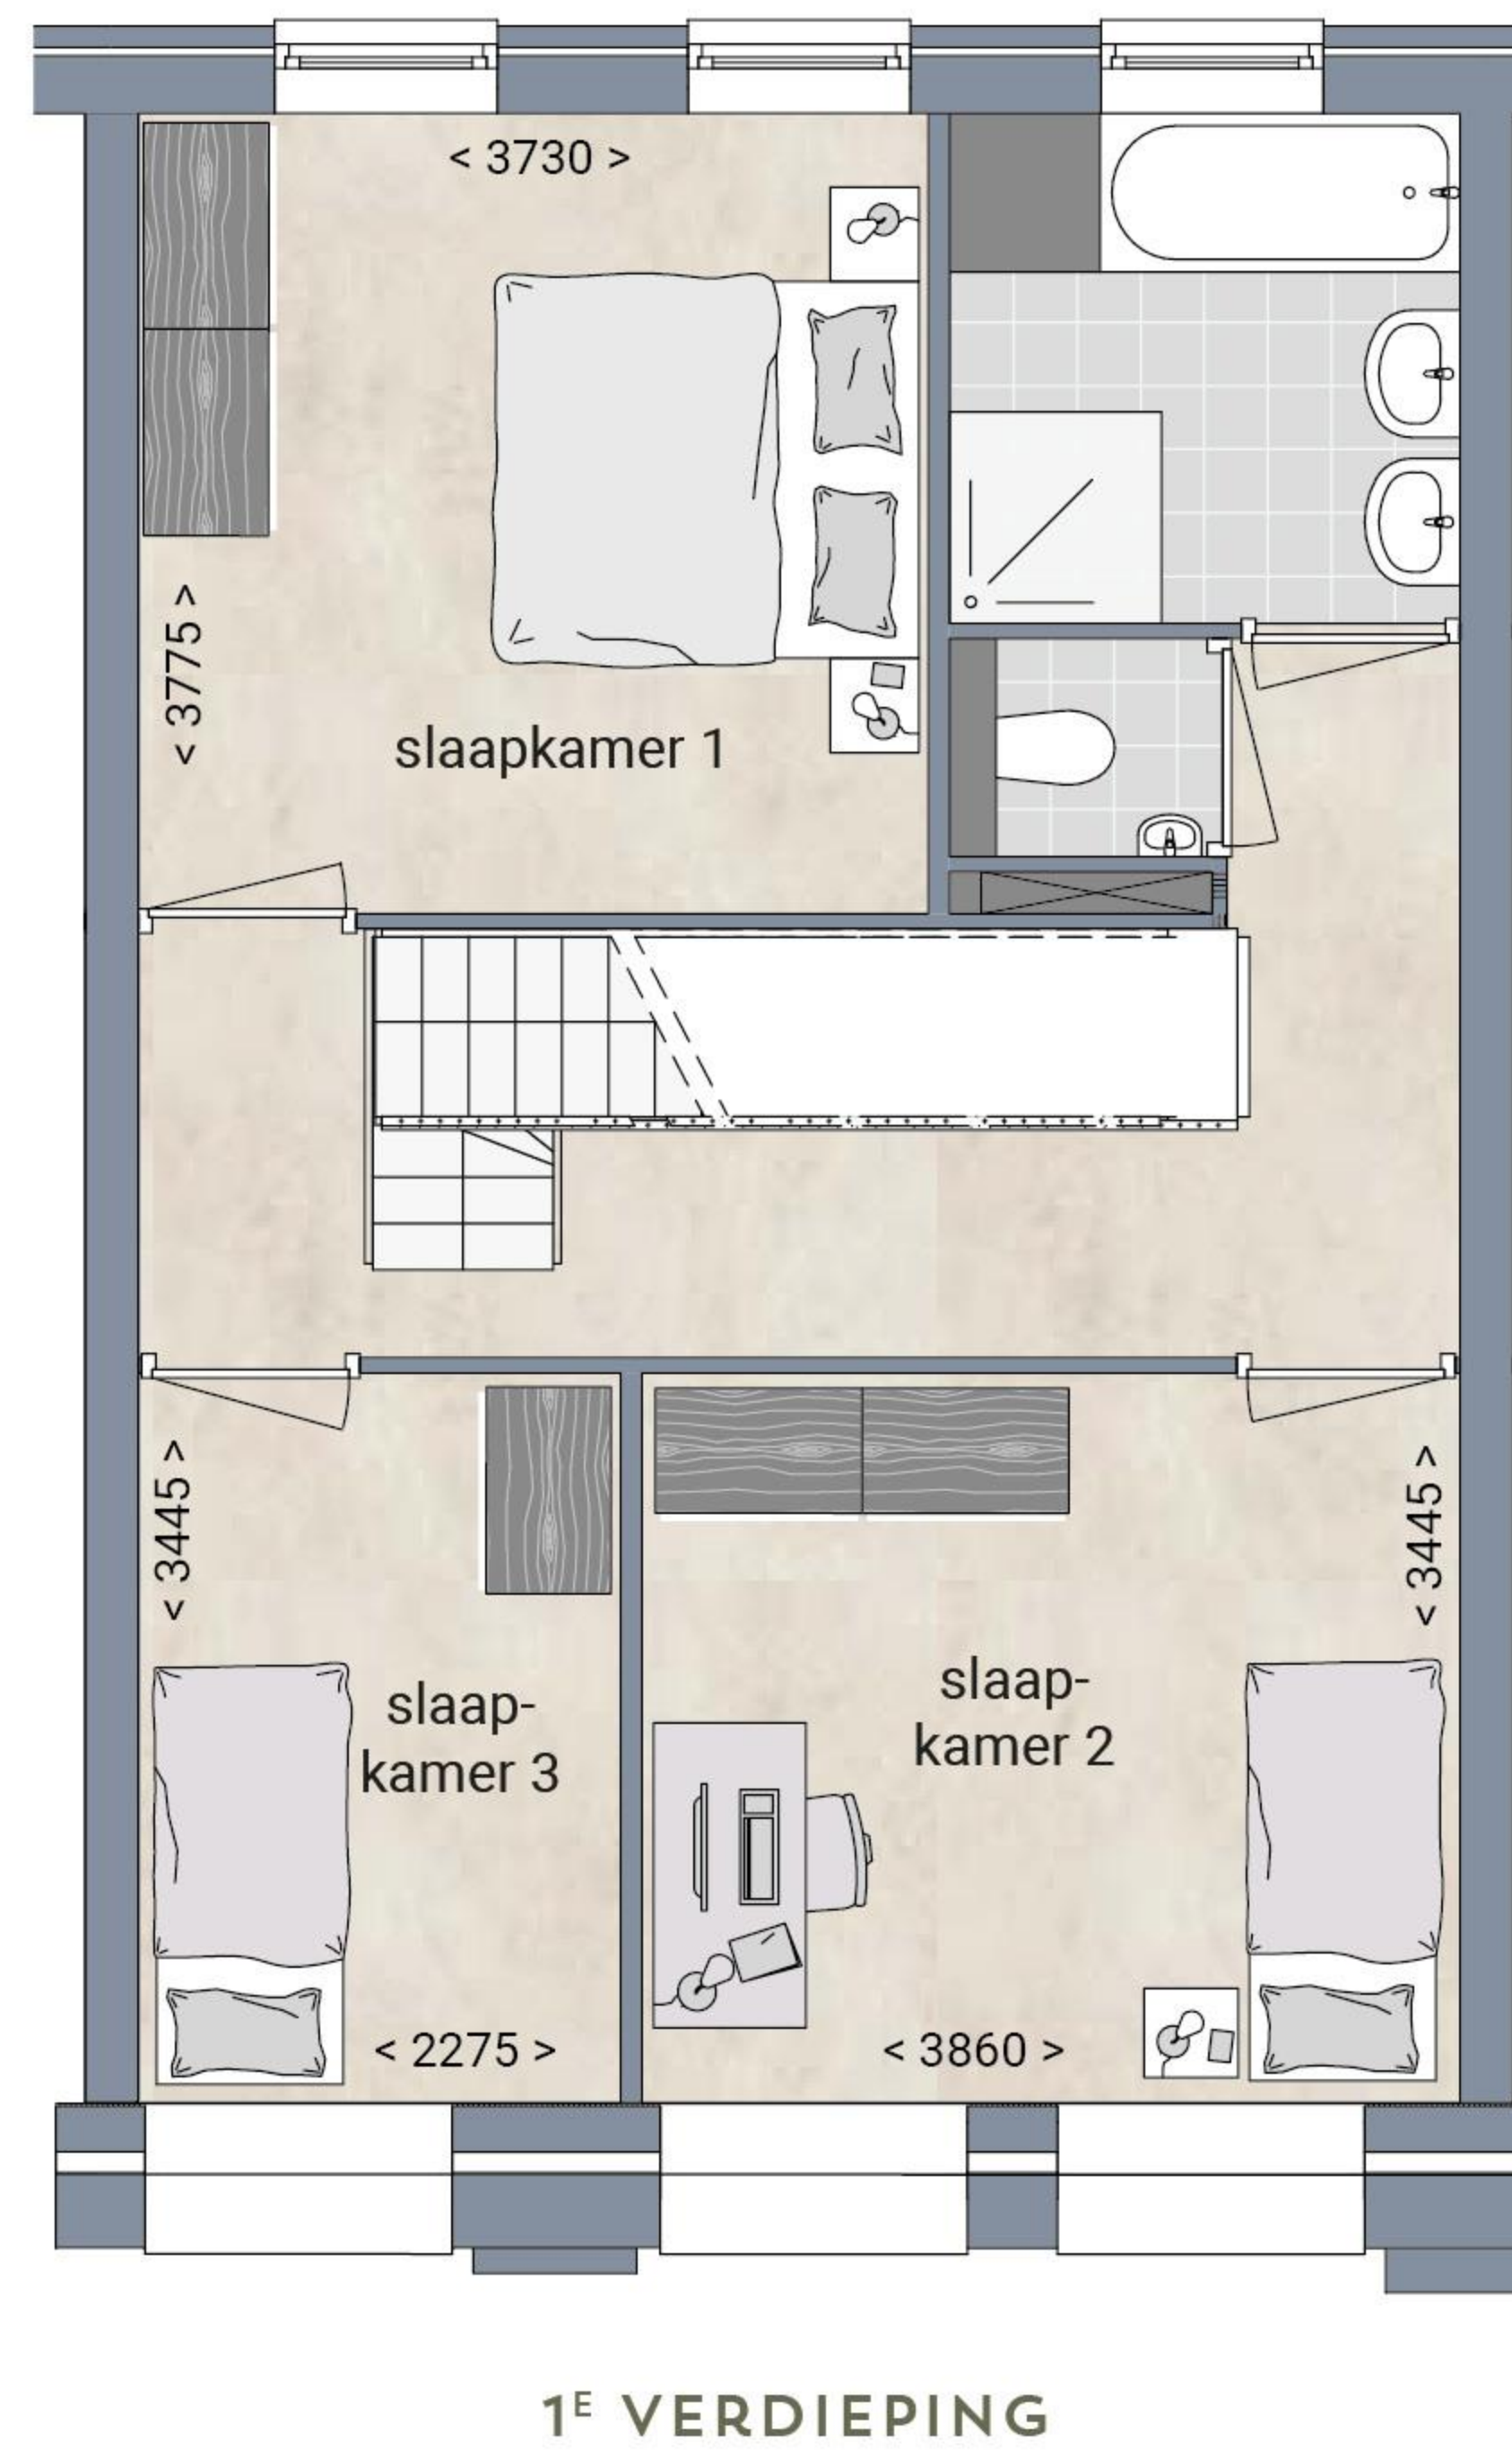 < 3730 >
< 3775 >
slaapkamer 1
< 3445 >
< 3445 >
slaap-
kamer 3
slaap-
kamer 2
< 2275 >
< 3860 >
1E VERDIEPING